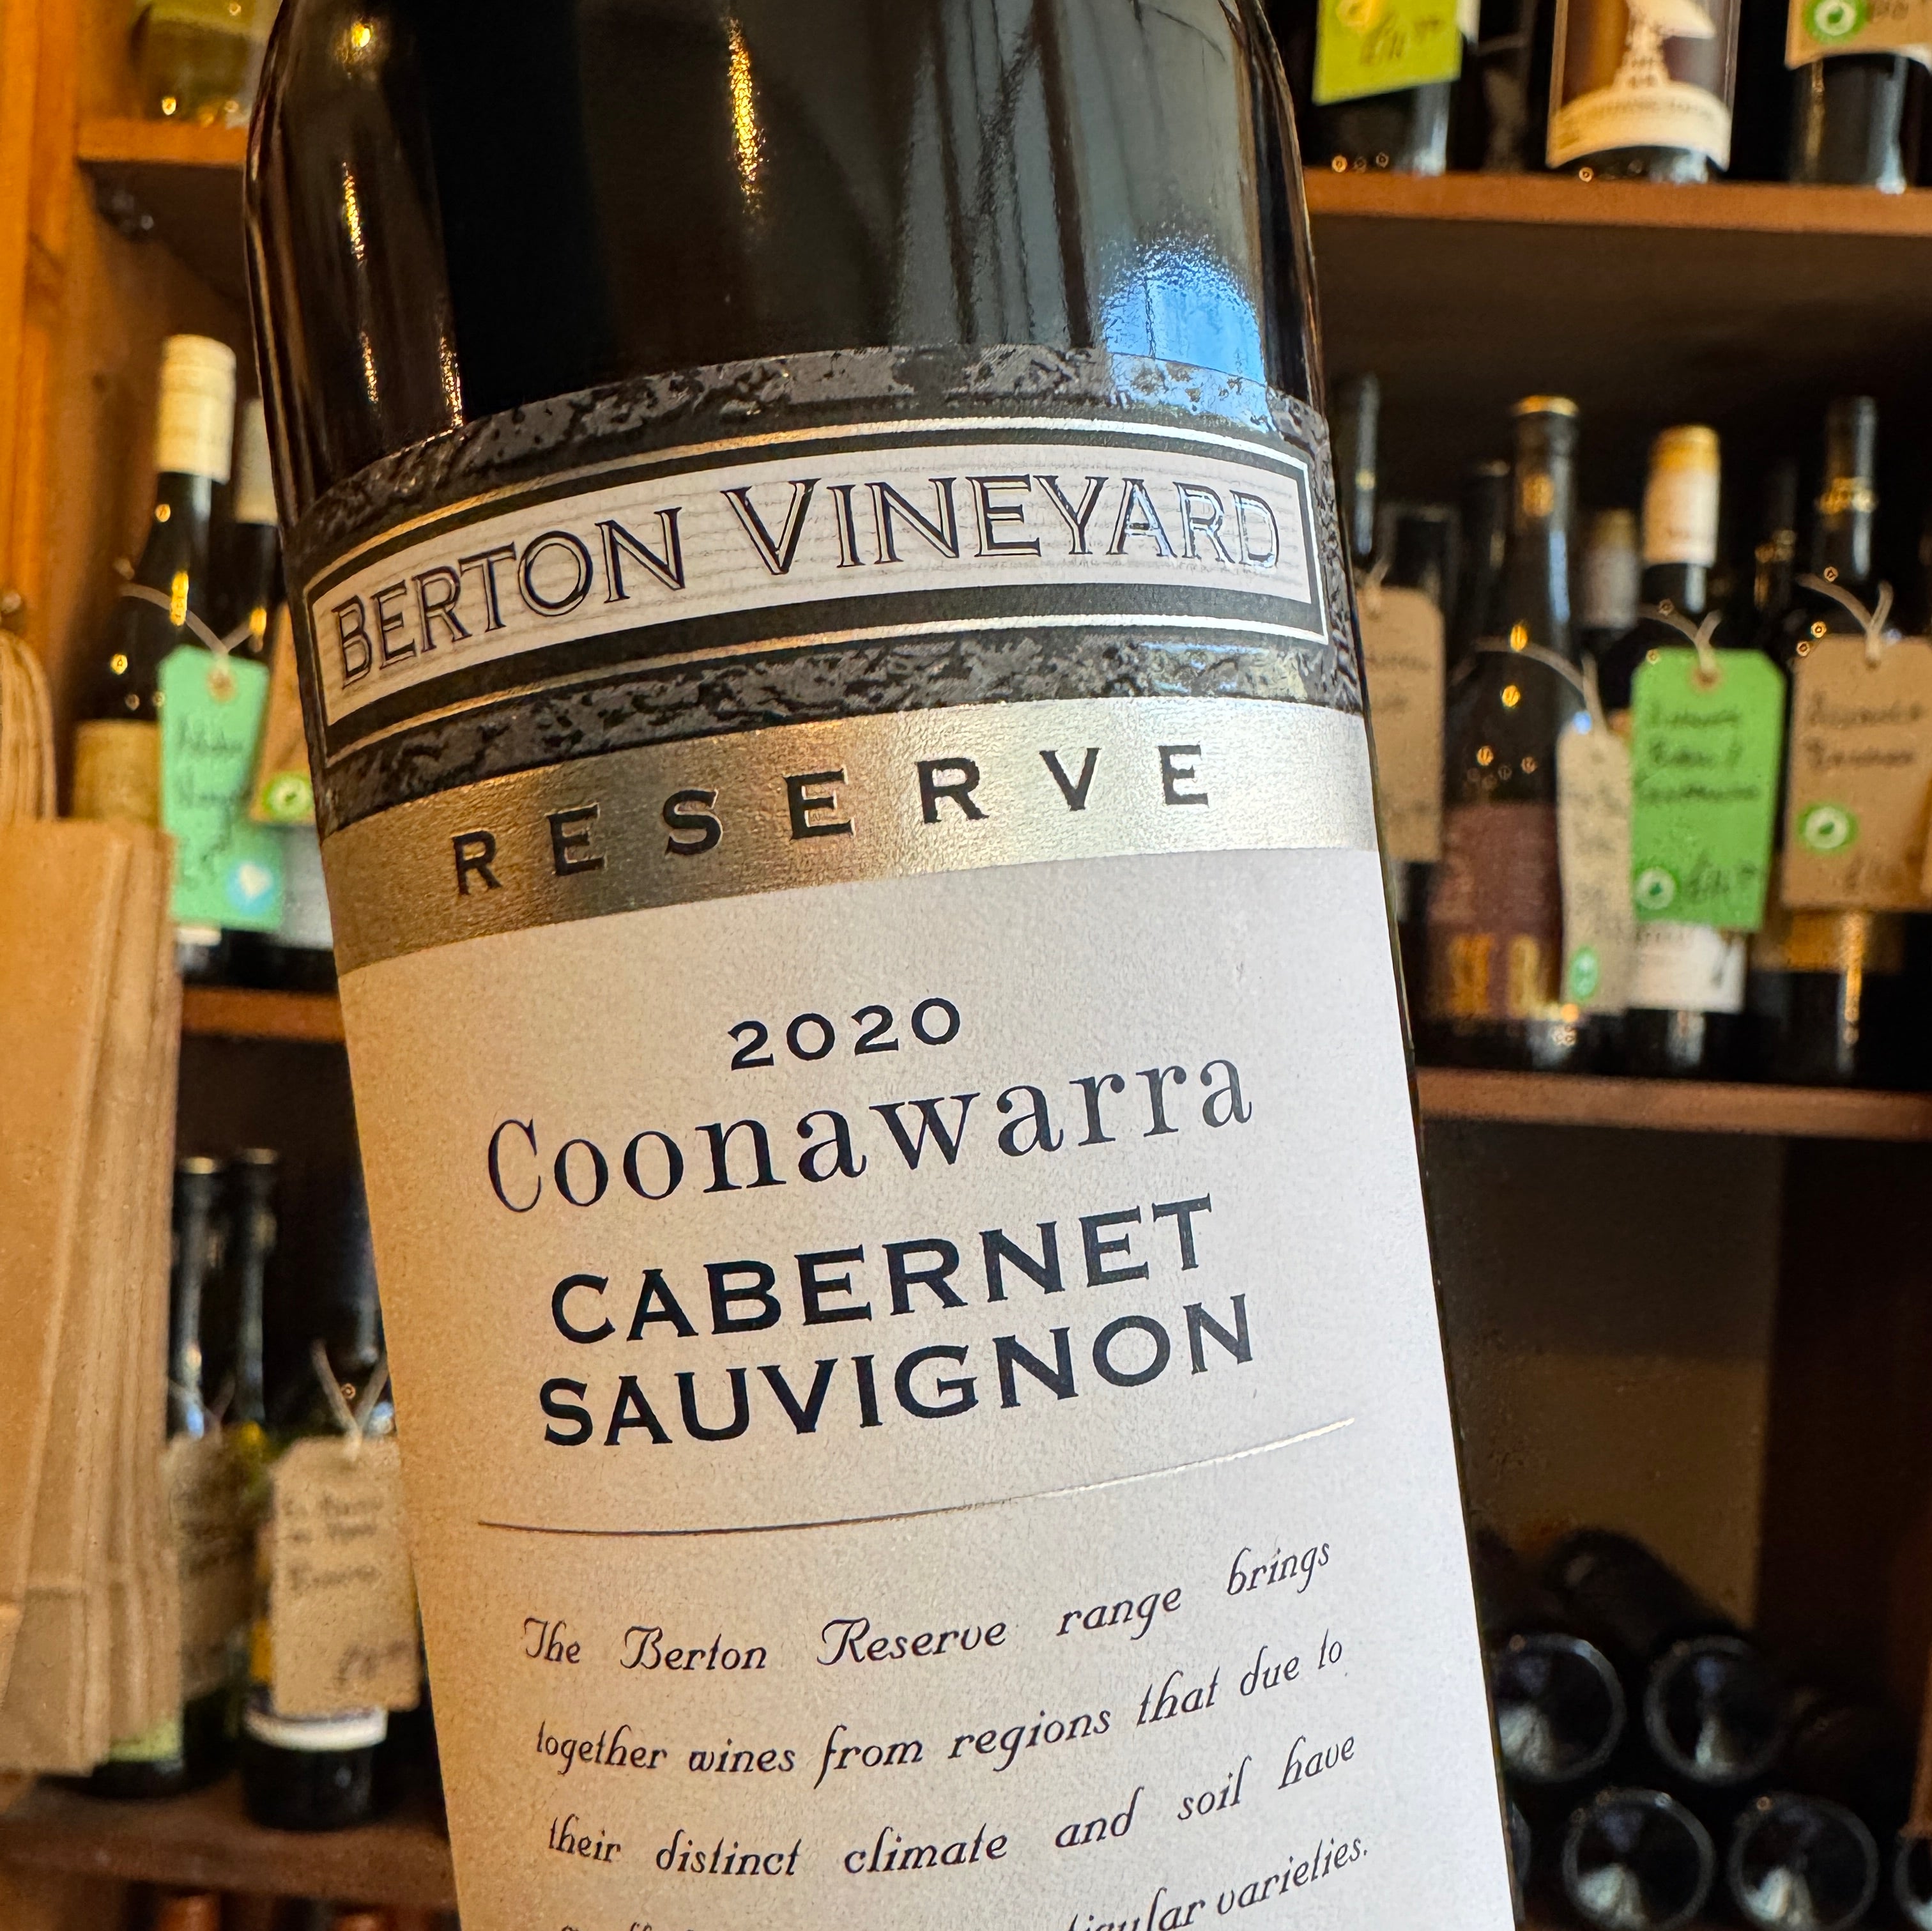 BERTON VINEYARD
RESERVE
2020
Coonawarra
CABERNET
SAUVIGNON
The Berton Reserve range brings
together wines from regions that due to
their distinct climate and soil have
varieties.